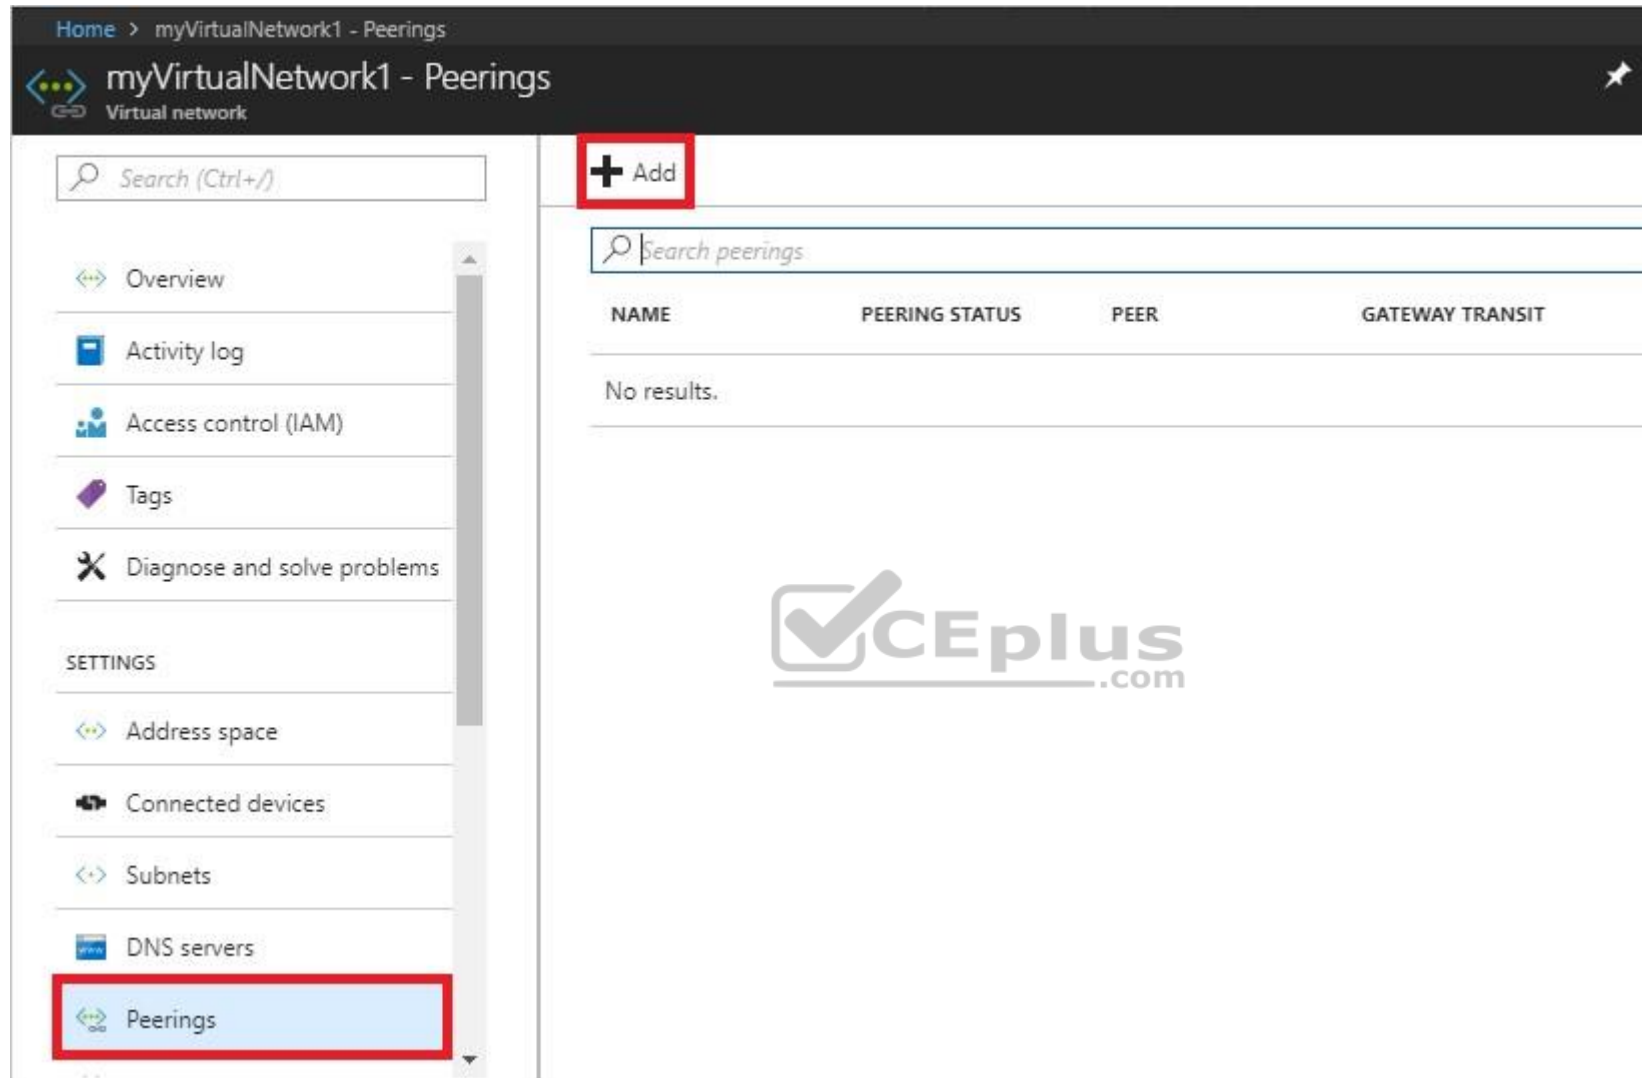 Home > myVirtualNetwork1 - Peerings
myVirtualNetwork1 - Peerings
Virtual network
Search (Ctrl+/)
Overview
Activity log
Access control (IAM)
Tags
Diagnose and solve problems
SETTINGS
Address space
Connected devices
Subnets
DNS servers
Peerings
Add
Search peerings
NAME PEERING STATUS PEER GATEWAY TRANSIT
No results.
VCEplus
.com